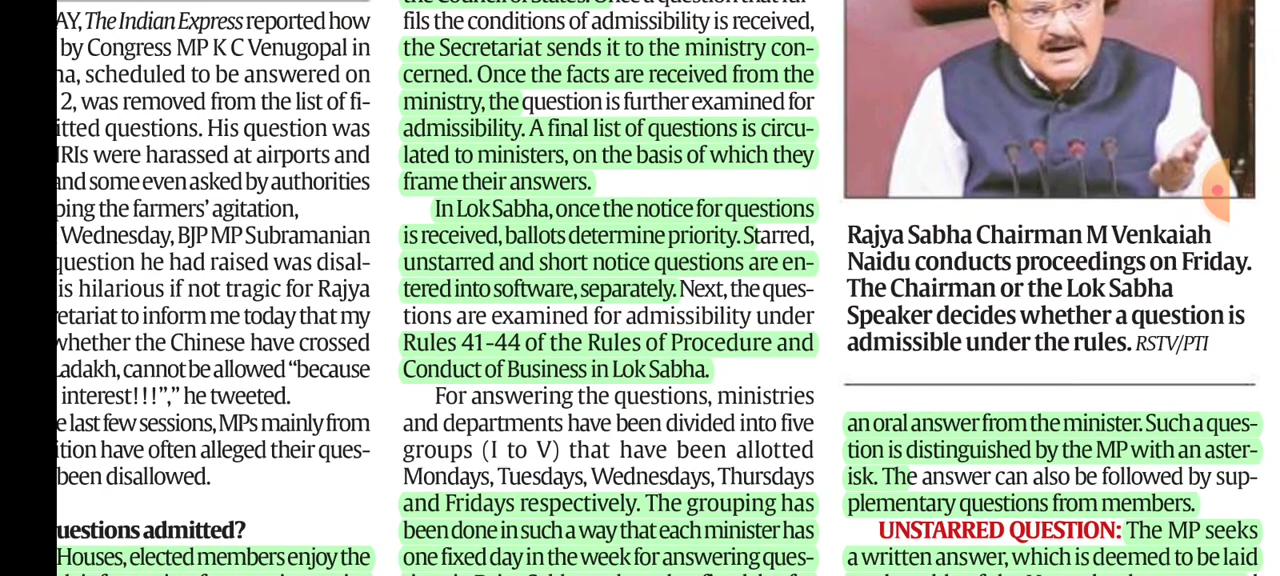 AY, The Indian Express reported how
by Congress MP K C Venugopal in
ha, scheduled to be answered on
2, was removed from the list of fi-
itted questions. His question was
NRIs were harassed at airports and
and some even asked by authorities
ping the farmers' agitation,
Wednesday, BJP MP Subramanian
question he had raised was disal-
is hilarious if not tragic for Rajya
retariat to inform me today that my
whether the Chinese have crossed
Ladakh, cannot be allowed “because
interest!!!”,” he tweeted.
e last few sessions, MPs mainly from
ition have often alleged their ques-
been disallowed.
uestions admitted?
Houses, elected members enjoy the
the Council of States. Once a question that ful-
fils the conditions of admissibility is received,
the Secretariat sends it to the ministry con-
cerned. Once the facts are received from the
ministry, the question is further examined for
admissibility. A final list of questions is circu-
lated to ministers, on the basis of which they
frame their answers.
In Lok Sabha, once the notice for questions
is received, ballots determine priority. Starred,
unstarred and short notice questions are en-
tered into software, separately. Next, the ques-
tions are examined for admissibility under
Rules 41-44 of the Rules of Procedure and
Conduct of Business in Lok Sabha.
For answering the questions, ministries
and departments have been divided into five
groups (I to V) that have been allotted
Mondays, Tuesdays, Wednesdays, Thursdays
and Fridays respectively. The grouping has
been done in such a way that each minister has
one fixed day in the week for answering ques-
Rajya Sabha Chairman M Venkaiah
Naidu conducts proceedings on Friday.
The Chairman or the Lok Sabha
Speaker decides whether a question is
admissible under the rules. RSTV/PTI
an oral answer from the minister. Such a ques-
tion is distinguished by the MP with an aster-
isk. The answer can also be followed by sup-
plementary questions from members.
UNSTARRED QUESTION: The MP seeks
a written answer, which is deemed to be laid